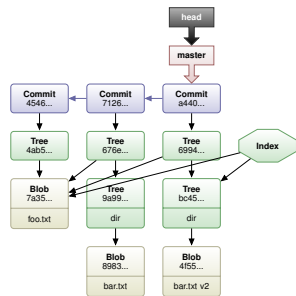 head
master
Commit
4546...
Commit
7126...
Commit
a440...
Tree
4ab5...
Tree
676e...
Tree
6994...
Index
Blob
7a35...
foo.txt
Tree
9a99...
dir
Tree
bc45...
dir
Blob
8983...
bar.txt
Blob
4f55...
bar.txt v2